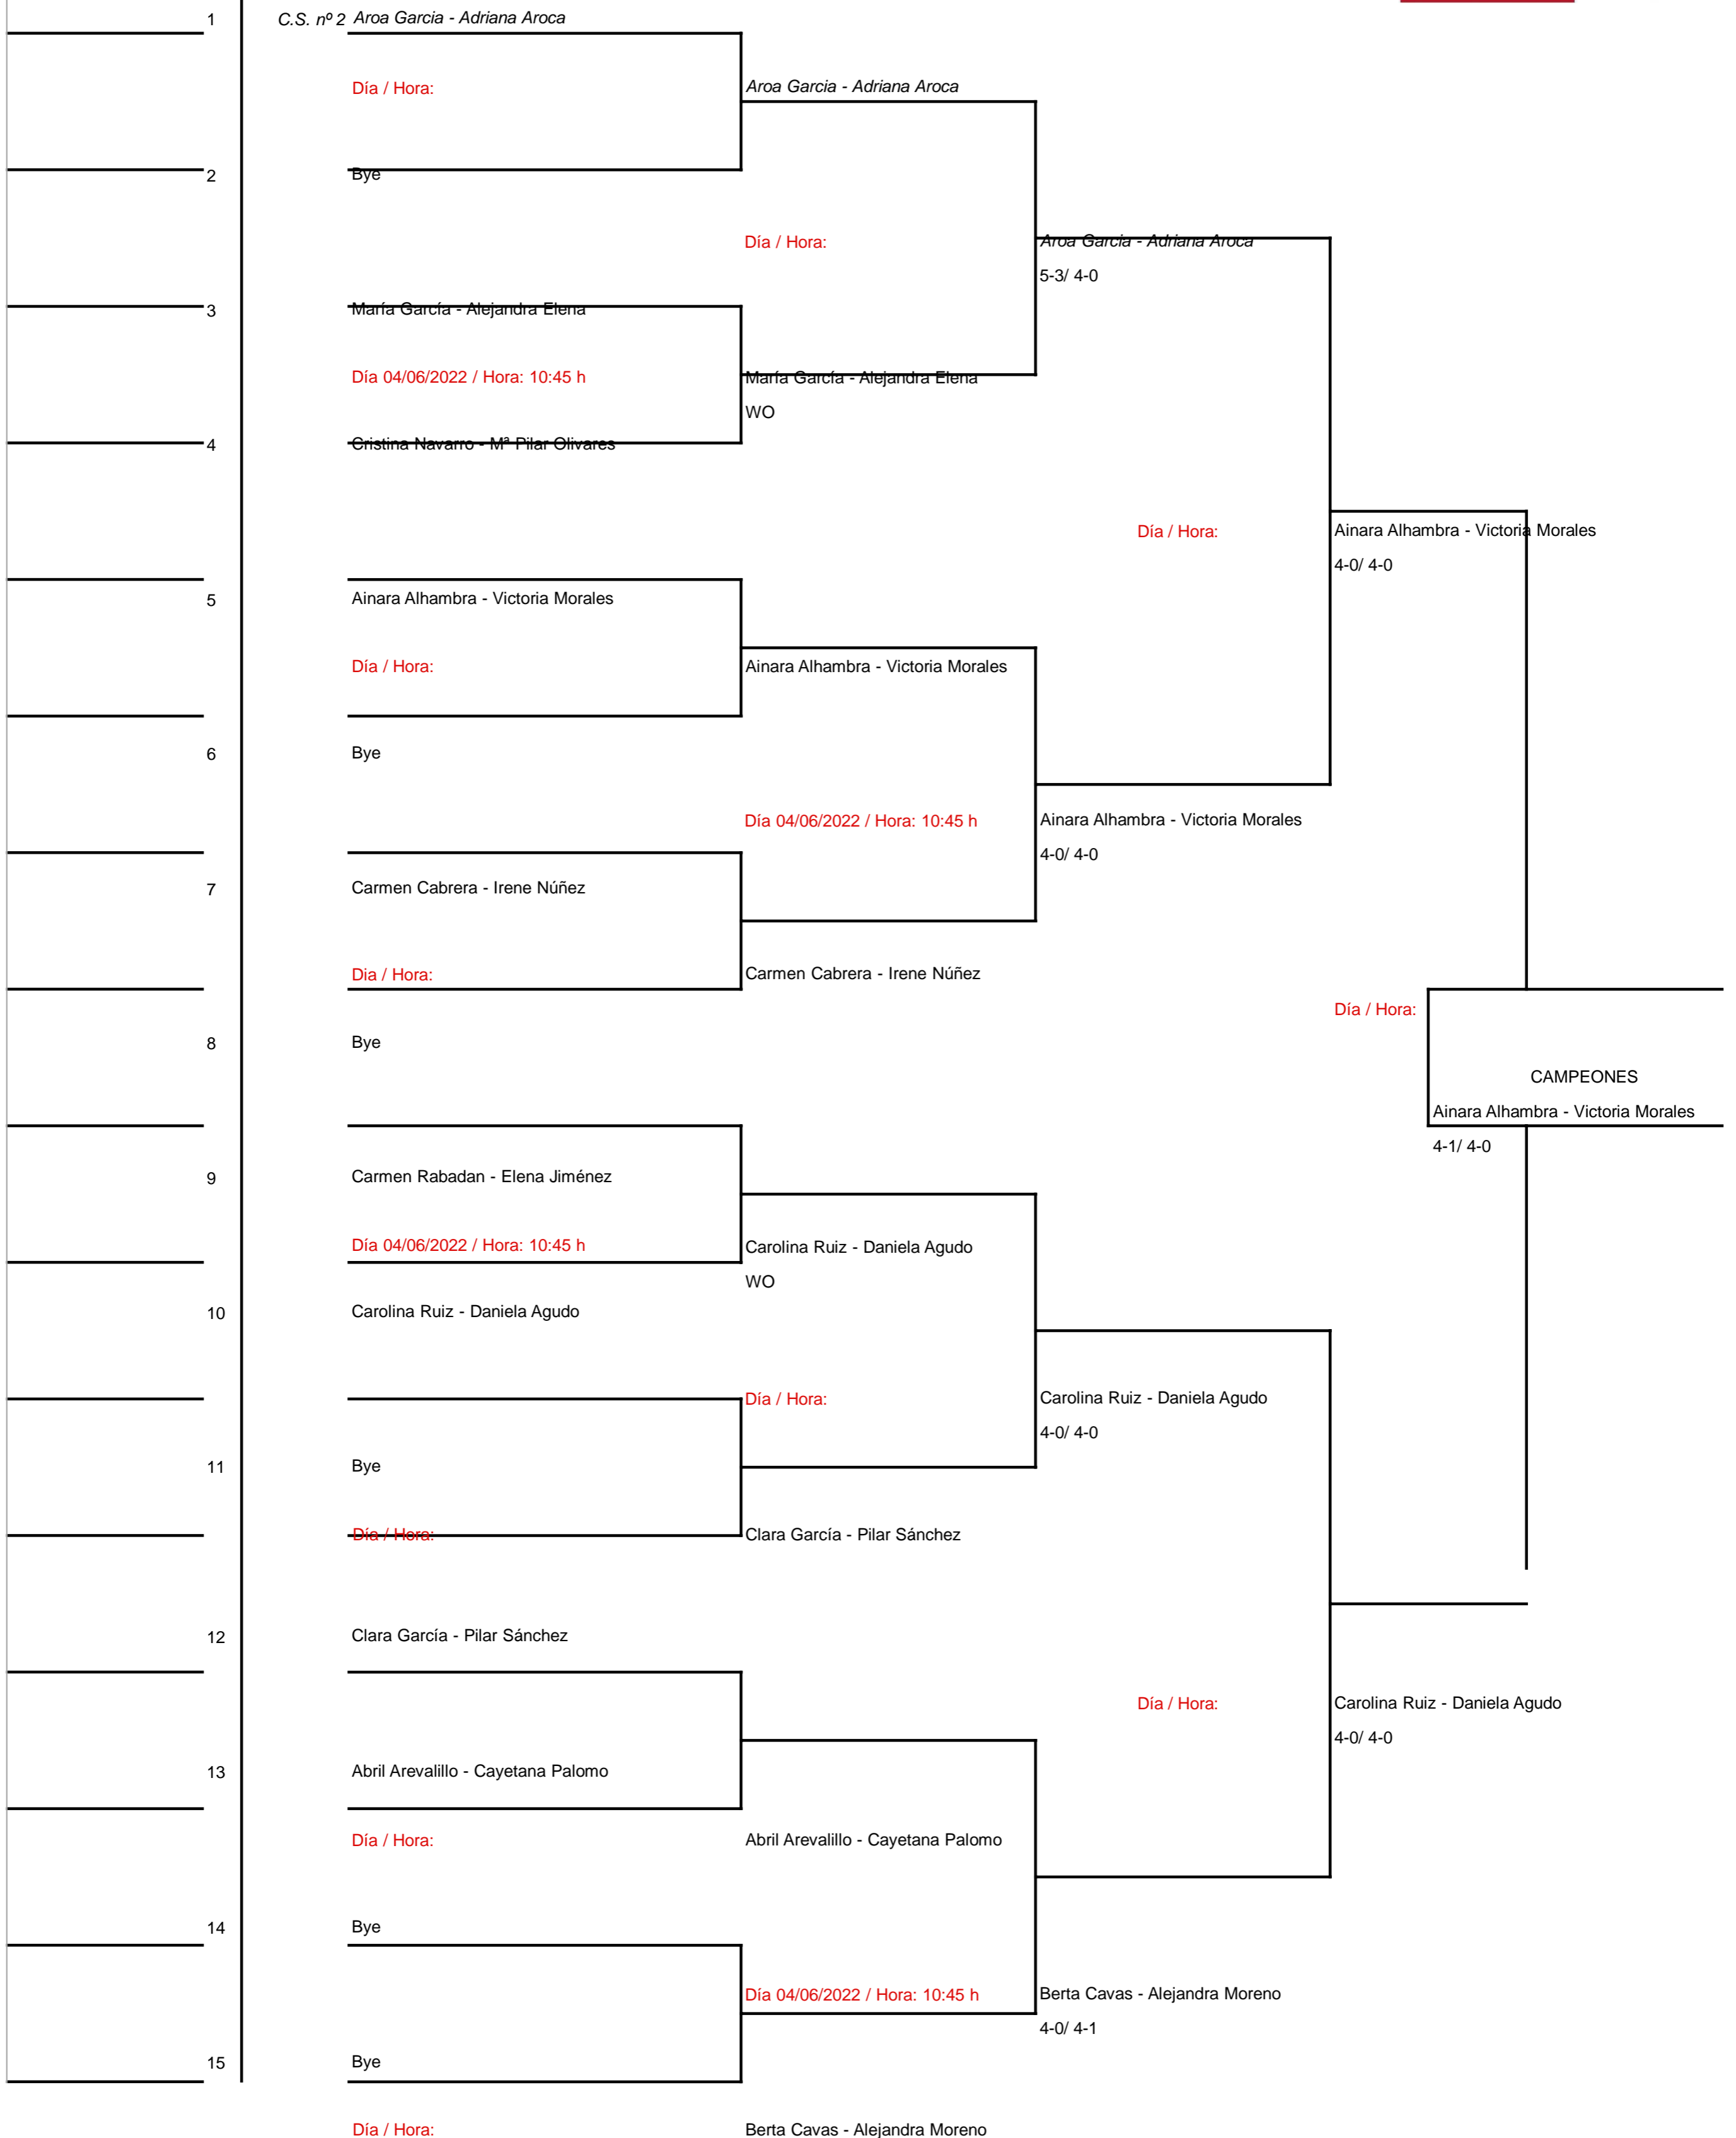 1 C.S. nº 2 Aroa Garcia - Adriana Aroca
Día / Hora: Aroa Garcia - Adriana Aroca
2 Bye
Día / Hora: Aroa Garcia - Adriana Aroca
5-3/ 4-0
3 María García - Alejandra Elena
Día 04/06/2022 / Hora: 10:45 h María García - Alejandra Elena
WO
4 Cristina Navarro - Mª Pilar Olivares
Día / Hora: Ainara Alhambra - Victoria Morales
4-0/ 4-0
5 Ainara Alhambra - Victoria Morales
Día / Hora: Ainara Alhambra - Victoria Morales
6 Bye
Día 04/06/2022 / Hora: 10:45 h Ainara Alhambra - Victoria Morales
4-0/ 4-0
7 Carmen Cabrera - Irene Núñez
Dia / Hora: Carmen Cabrera - Irene Núñez
Día / Hora:
8 Bye
CAMPEONES
Ainara Alhambra - Victoria Morales
4-1/ 4-0
9 Carmen Rabadan - Elena Jiménez
Día 04/06/2022 / Hora: 10:45 h Carolina Ruiz - Daniela Agudo
WO
10 Carolina Ruiz - Daniela Agudo
Día / Hora: Carolina Ruiz - Daniela Agudo
4-0/ 4-0
11 Bye
Día / Hora: Clara García - Pilar Sánchez
12 Clara García - Pilar Sánchez
Día / Hora: Carolina Ruiz - Daniela Agudo
4-0/ 4-0
13 Abril Arevalillo - Cayetana Palomo
Día / Hora: Abril Arevalillo - Cayetana Palomo
14 Bye
Día 04/06/2022 / Hora: 10:45 h Berta Cavas - Alejandra Moreno
4-0/ 4-1
15 Bye
Día / Hora: Berta Cavas - Alejandra Moreno